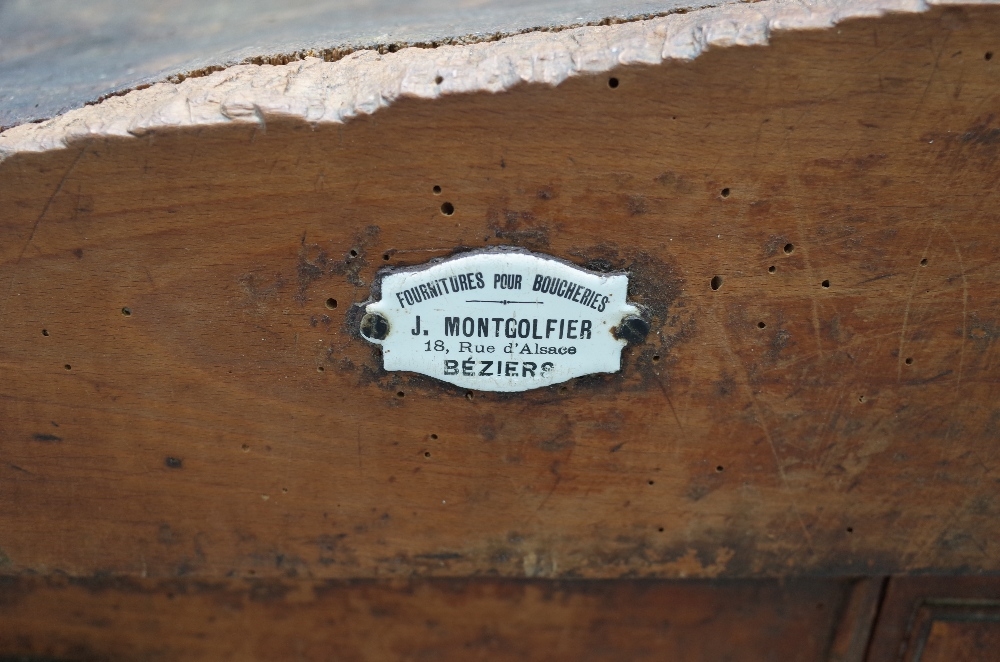 FOURNITURES POUR BOUCHERIES
J. MONTGOLFIER
18, Rue d'Alsace
BÉZIERS